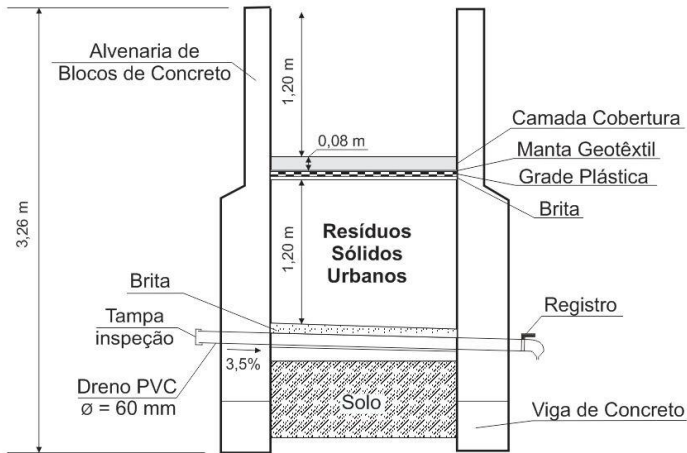 Alvenaria de
Blocos de Concreto
1,20 m
0,08 m
Camada Cobertura
Manta Geotêxtil
Grade Plástica
Brita
3,26 m
1,20 m
Resíduos
Sólidos
Urbanos
Brita
Tampa
inspeção
Registro
3,5%
Dreno PVC
ø = 60 mm
Solo
Viga de Concreto